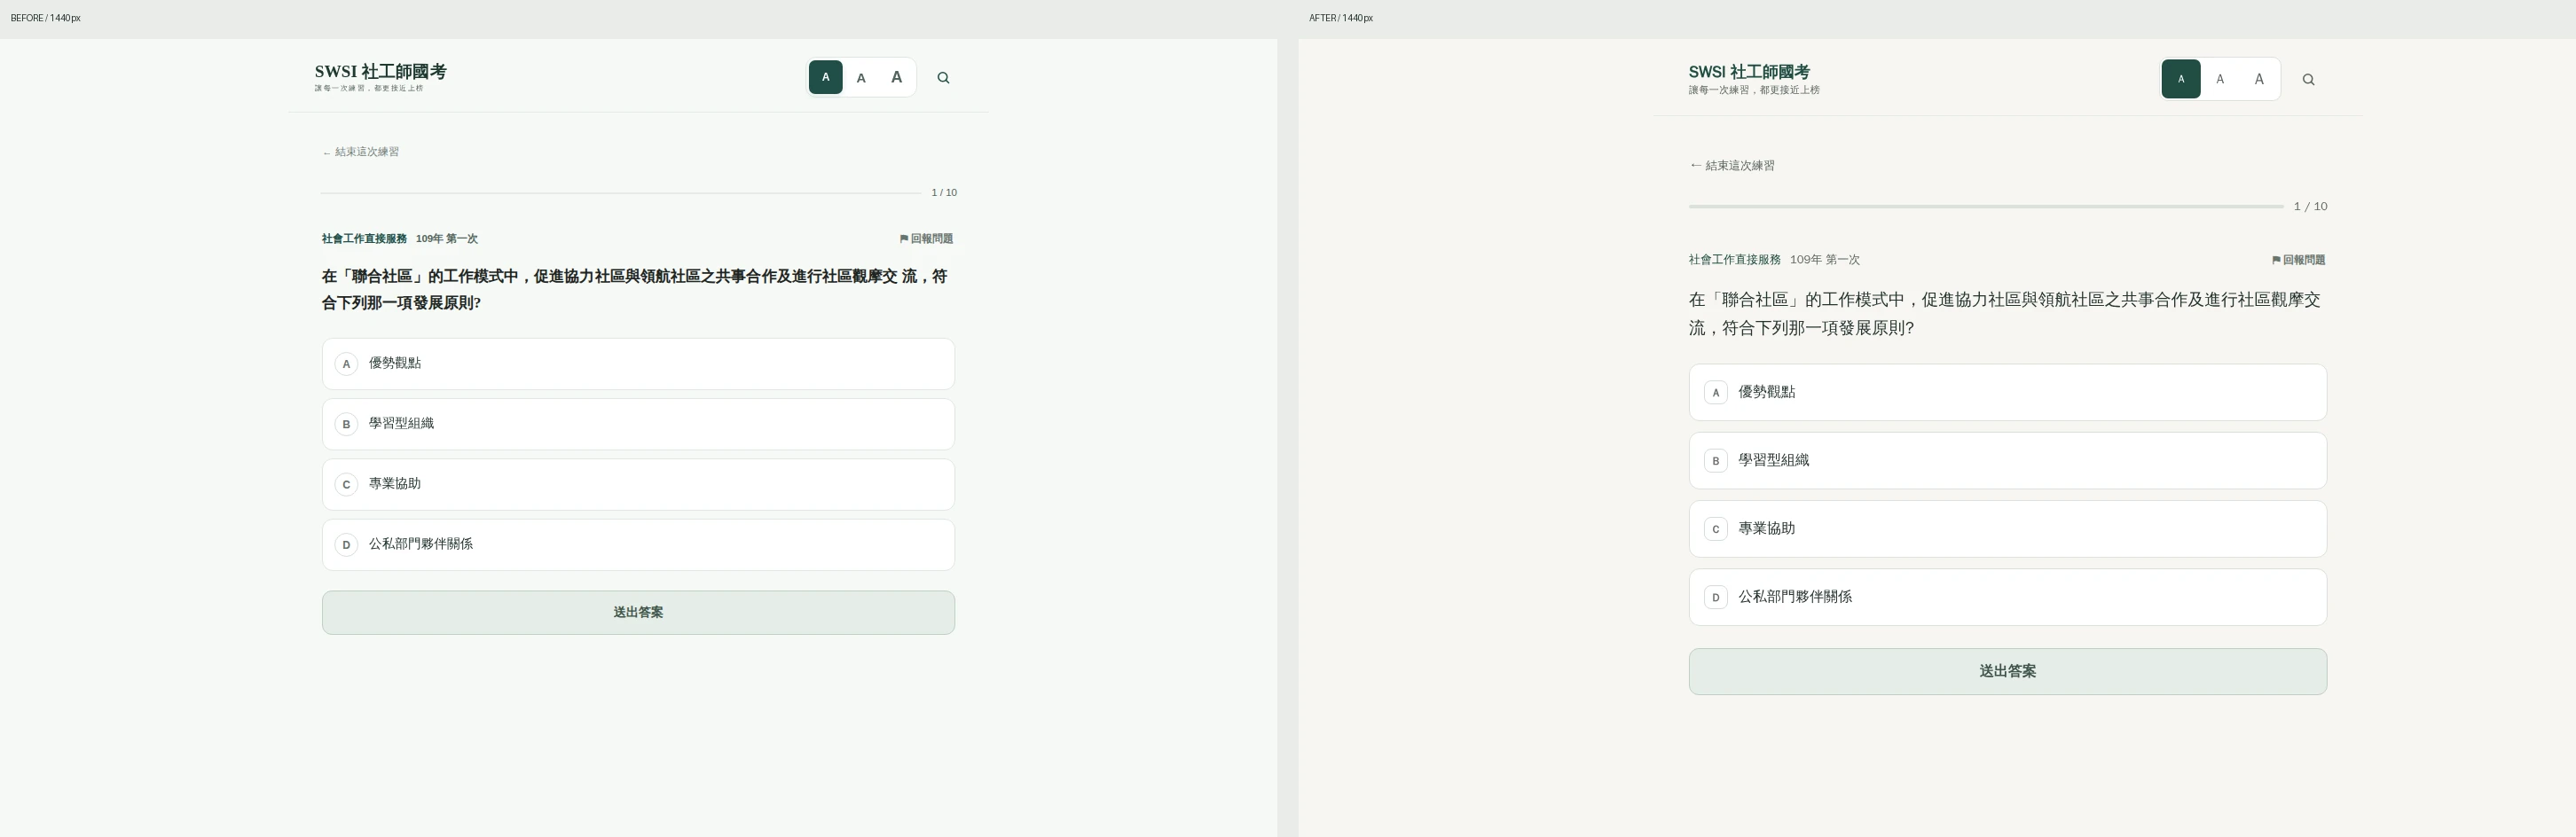 BEFORE / 1440px
SWSI 社工師國考
讓每一次練習，都更接近上榜
A A A
← 結束這次練習
1 / 10
社會工作直接服務 109年 第一次 回報問題
在「聯合社區」的工作模式中，促進協力社區與領航社區之共事合作及進行社區觀摩交 流，符
合下列那一項發展原則?
A 優勢觀點
B 學習型組織
C 專業協助
D 公私部門夥伴關係
送出答案
AFTER / 1440px
SWSI 社工師國考
讓每一次練習，都更接近上榜
A A A
← 結束這次練習
1 / 10
社會工作直接服務 109年 第一次 回報問題
在「聯合社區」的工作模式中，促進協力社區與領航社區之共事合作及進行社區觀摩交
流，符合下列那一項發展原則?
A 優勢觀點
B 學習型組織
C 專業協助
D 公私部門夥伴關係
送出答案